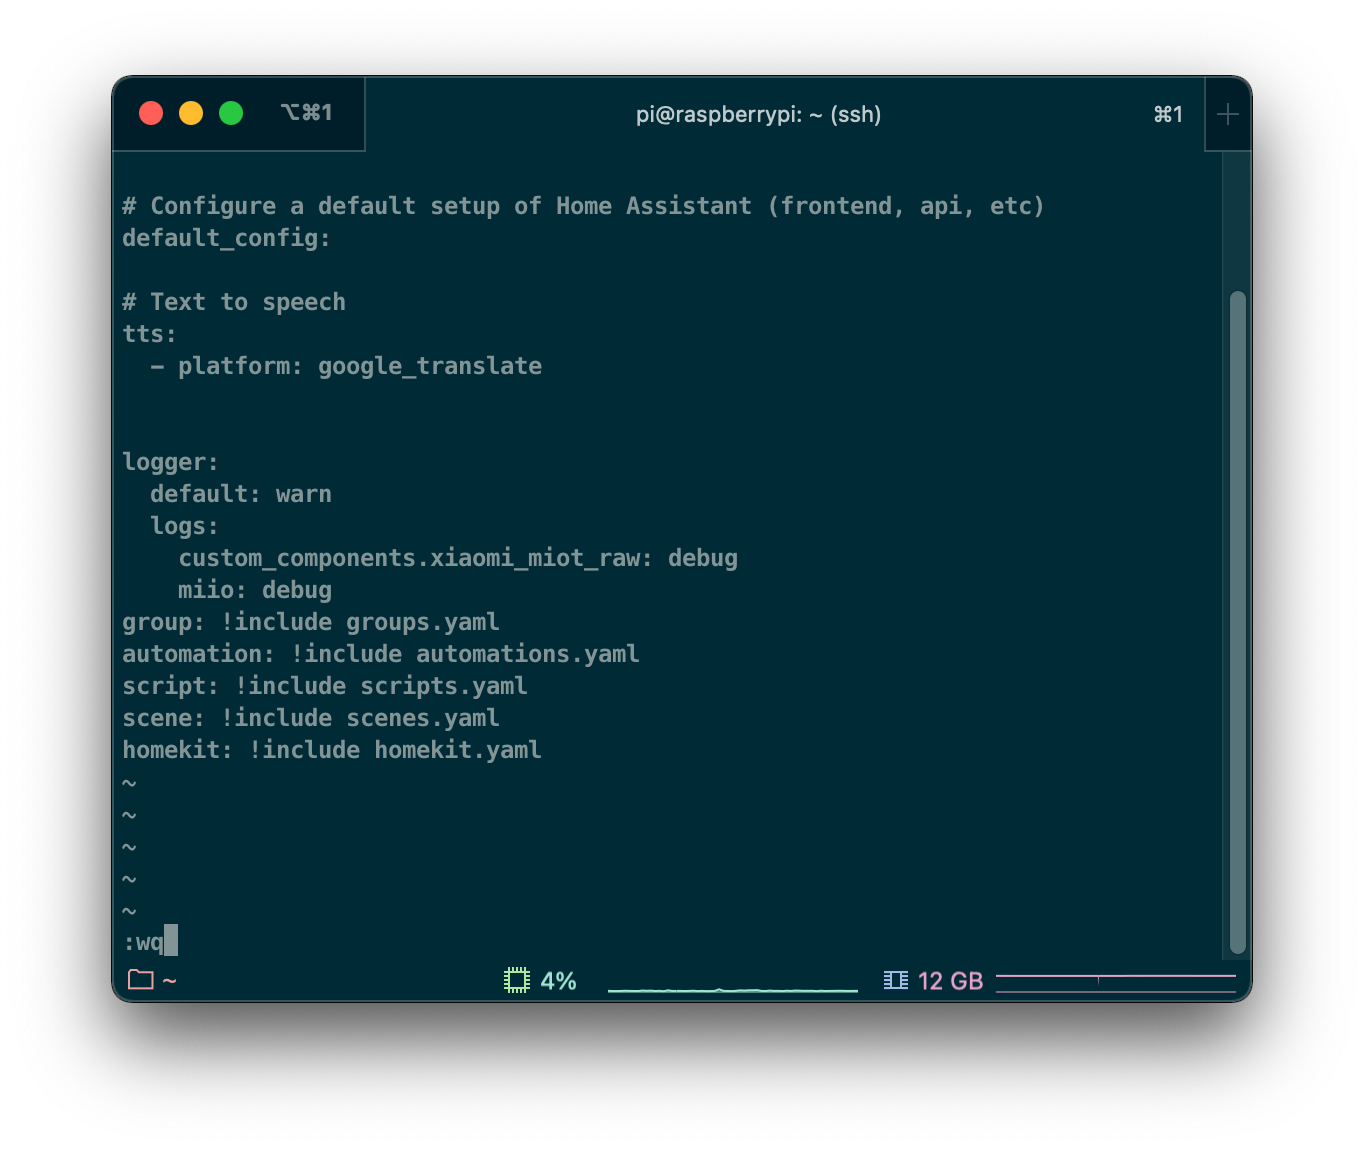 ⌥⌘1
pi@raspberrypi: ~ (ssh)
⌘1
# Configure a default setup of Home Assistant (frontend, api, etc)
default_config:
# Text to speech
tts:
  - platform: google_translate
logger:
  default: warn
  logs:
    custom_components.xiaomi_miot_raw: debug
    miio: debug
group: !include groups.yaml
automation: !include automations.yaml
script: !include scripts.yaml
scene: !include scenes.yaml
homekit: !include homekit.yaml
~
~
~
~
~
:wq
~ 4% 12 GB